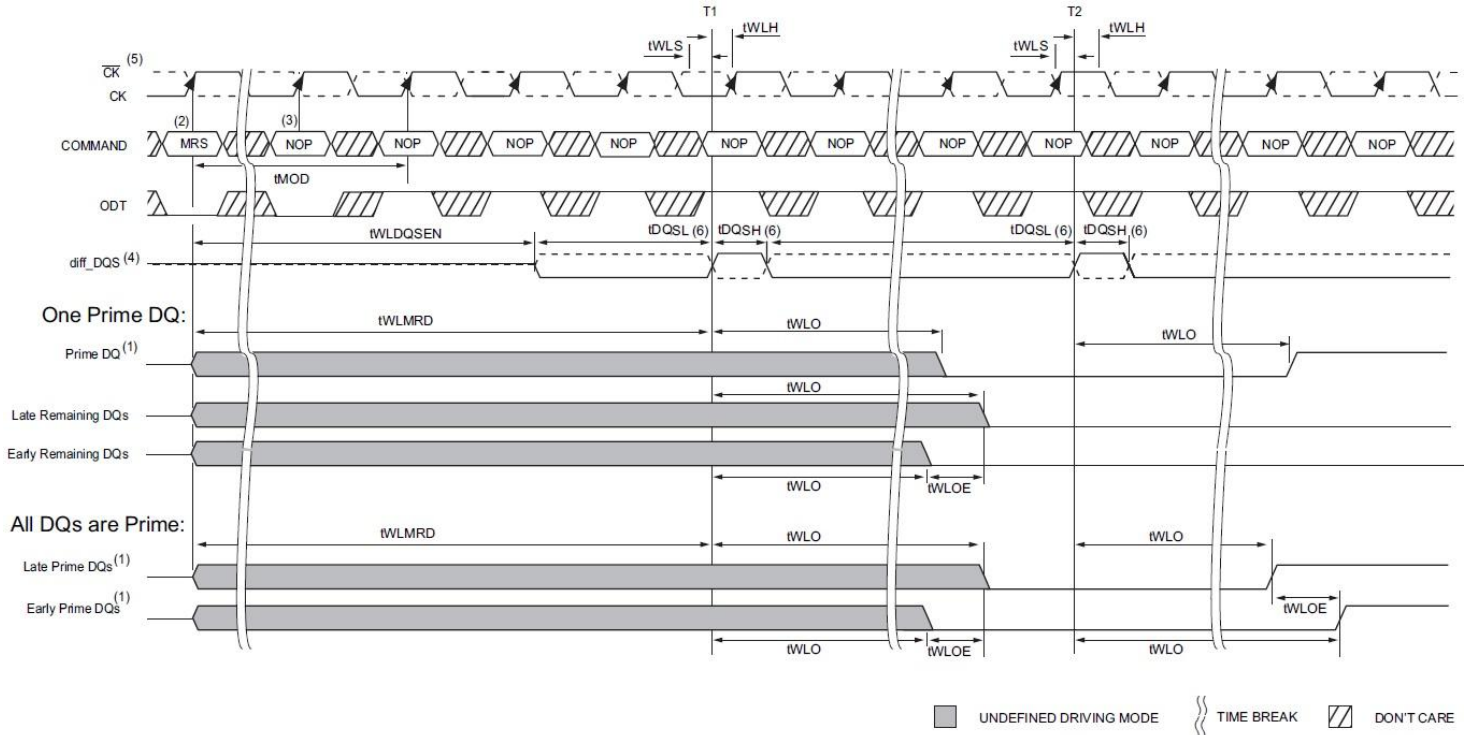 T1 T2
tWLH tWLH
tWLS tWLS
CK (5)
CK
(2) (3)
COMMAND MRS NOP NOP NOP NOP NOP NOP NOP NOP NOP NOP NOP
tMOD
ODT
tWLDQSEN tDQSL (6) tDQSH (6) tDQSL (6) tDQSH (6)
diff_DQS (4)
One Prime DQ:
tWLMRD tWLO tWLO
Prime DQ (1)
tWLO
Late Remaining DQs
Early Remaining DQs
tWLO tWLOE
All DQs are Prime:
tWLMRD tWLO tWLO
Late Prime DQs (1)
Early Prime DQs (1)
tWLOE
tWLO tWLOE tWLO
UNDEFINED DRIVING MODE TIME BREAK DON'T CARE